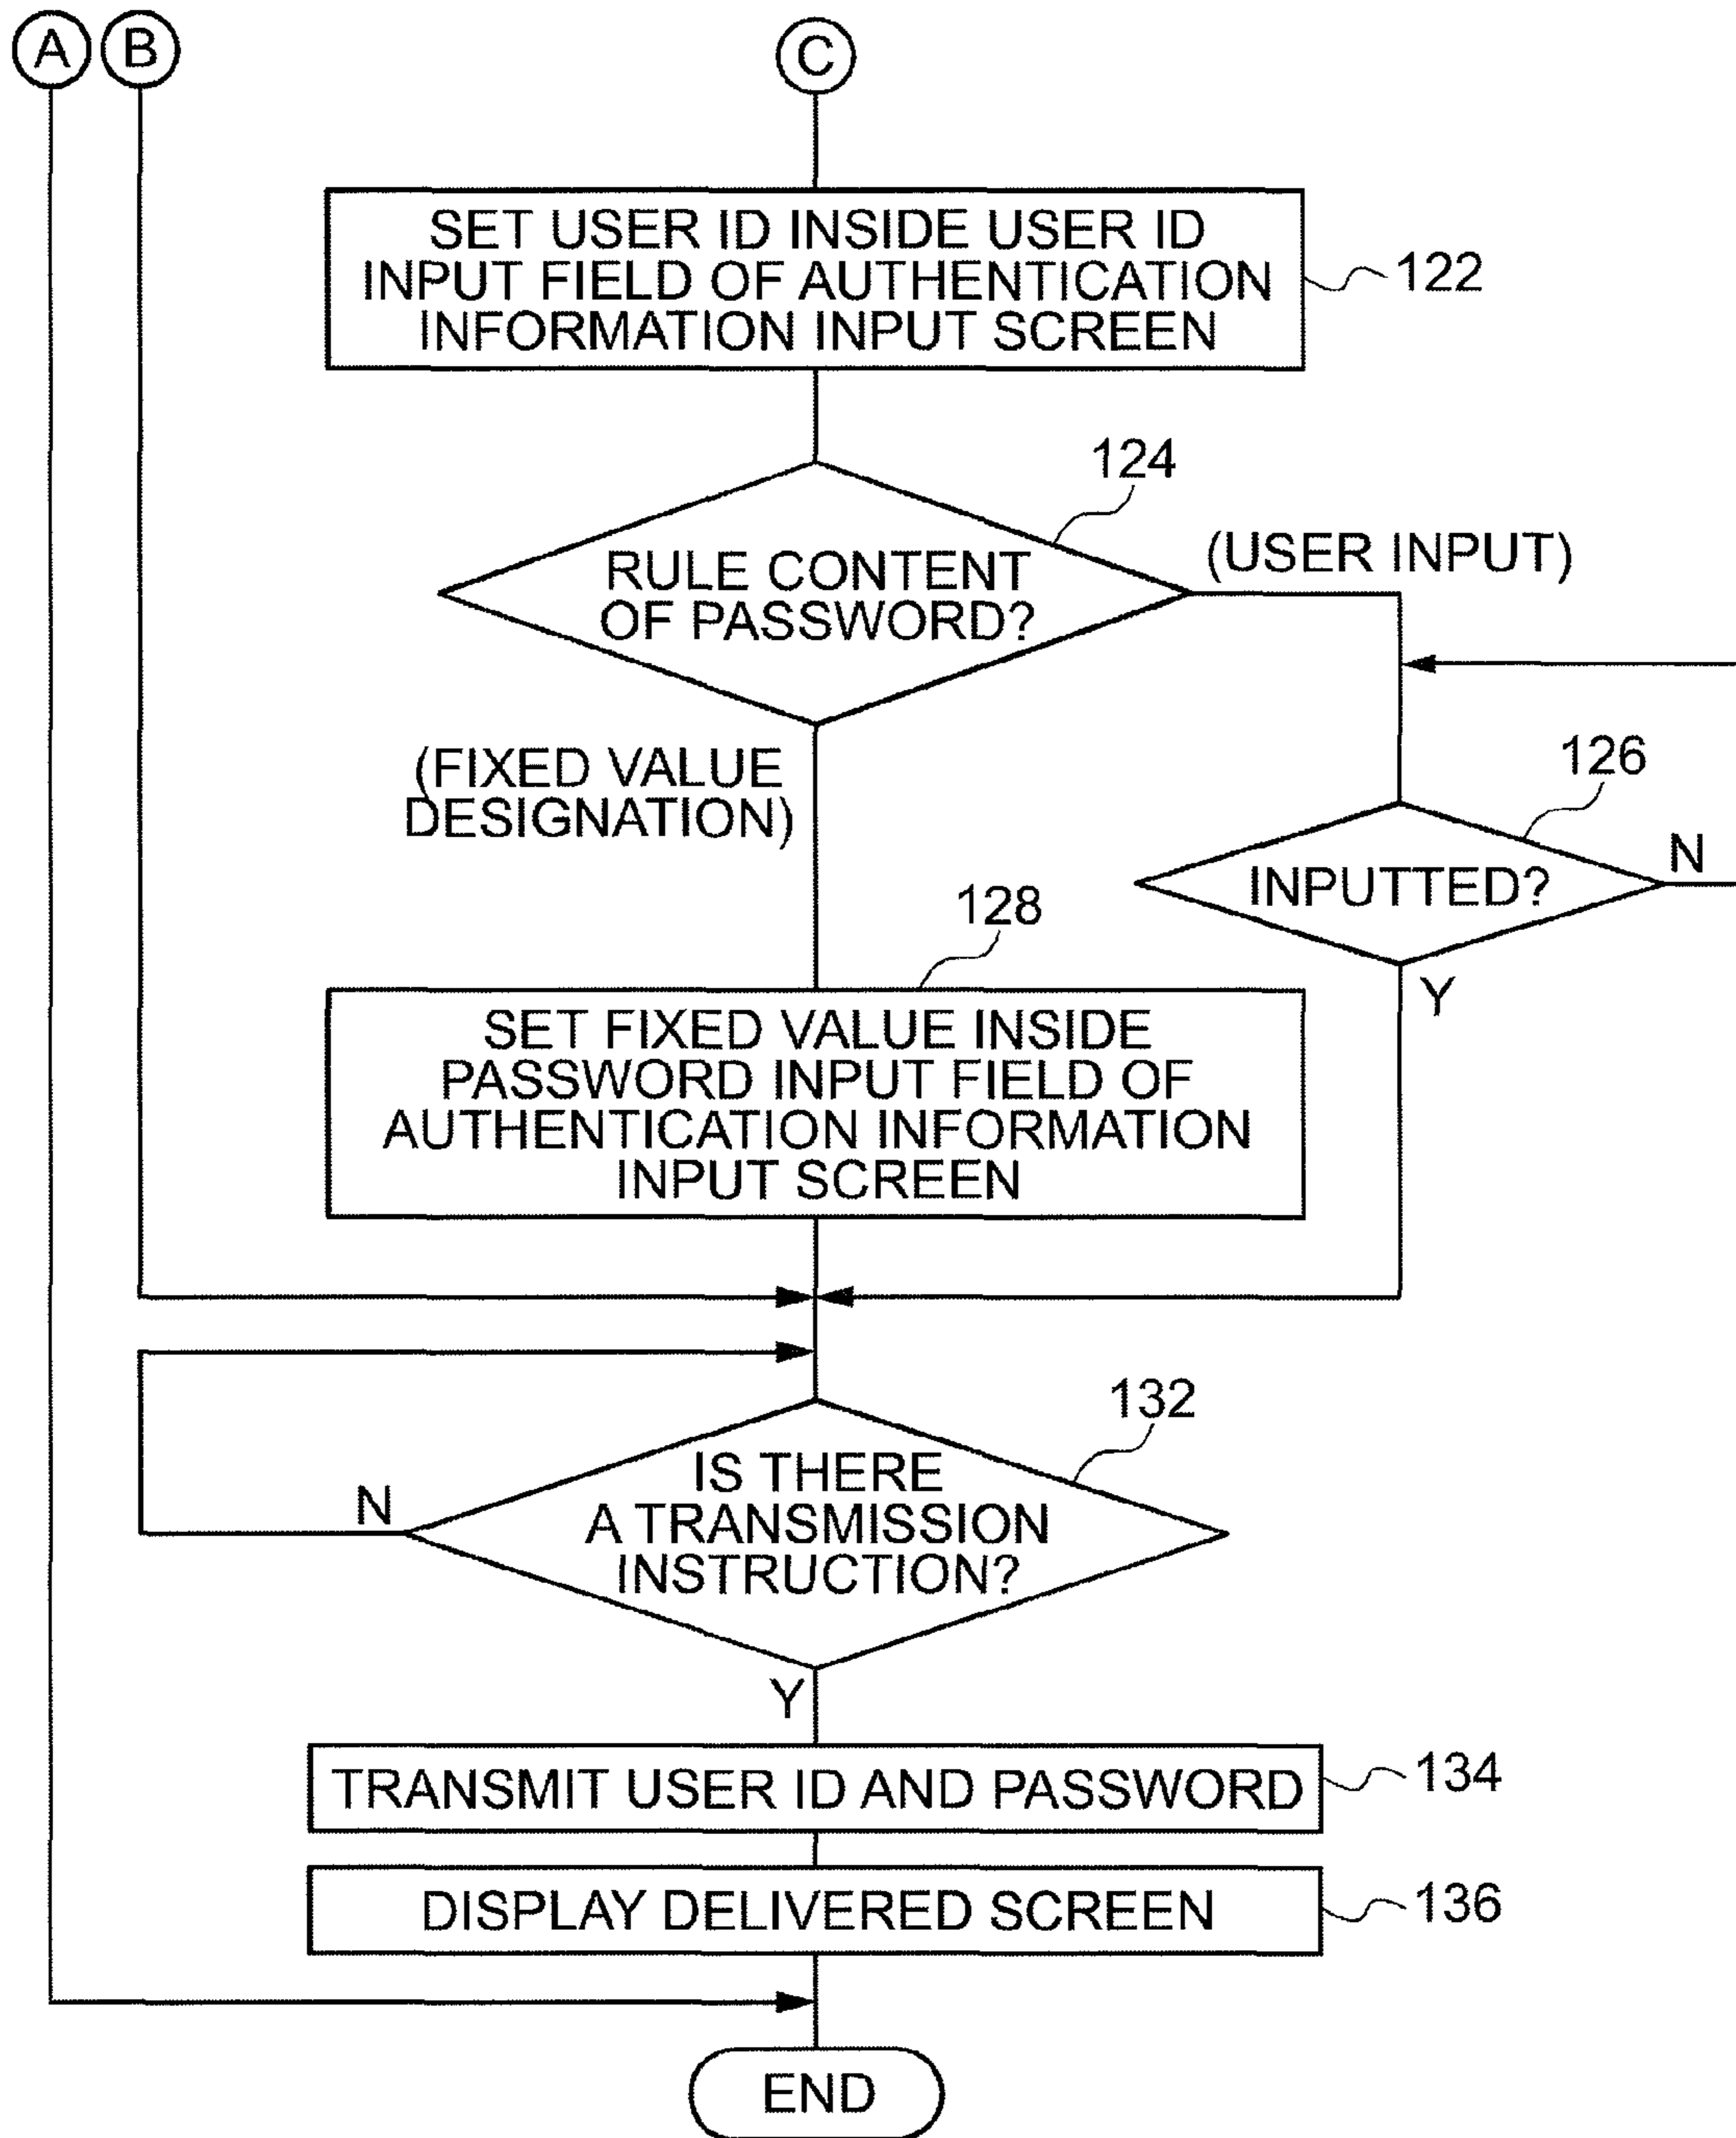 A B C
SET USER ID INSIDE USER ID
INPUT FIELD OF AUTHENTICATION
INFORMATION INPUT SCREEN
122
124
RULE CONTENT
OF PASSWORD?
(USER INPUT)
(FIXED VALUE
DESIGNATION)
126
INPUTTED?
N
Y
128
SET FIXED VALUE INSIDE
PASSWORD INPUT FIELD OF
AUTHENTICATION INFORMATION
INPUT SCREEN
132
IS THERE
A TRANSMISSION
INSTRUCTION?
N
Y
TRANSMIT USER ID AND PASSWORD
134
DISPLAY DELIVERED SCREEN
136
END